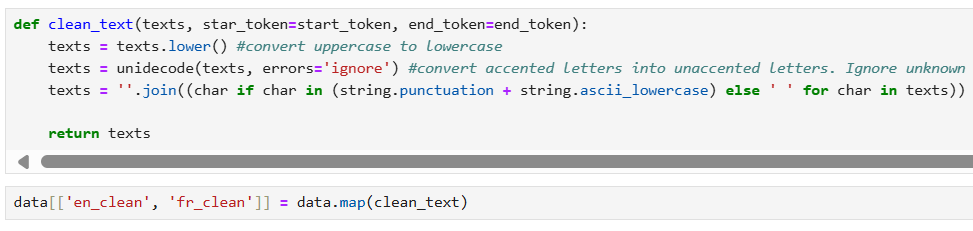 def clean_text(texts, star_token=start_token, end_token=end_token):
    texts = texts.lower() #convert uppercase to lowercase
    texts = unidecode(texts, errors='ignore') #convert accented letters into unaccented letters. Ignore unknown
    texts = ''.join((char if char in (string.punctuation + string.ascii_lowercase) else ' ' for char in texts))
    return texts
data[['en_clean', 'fr_clean']] = data.map(clean_text)